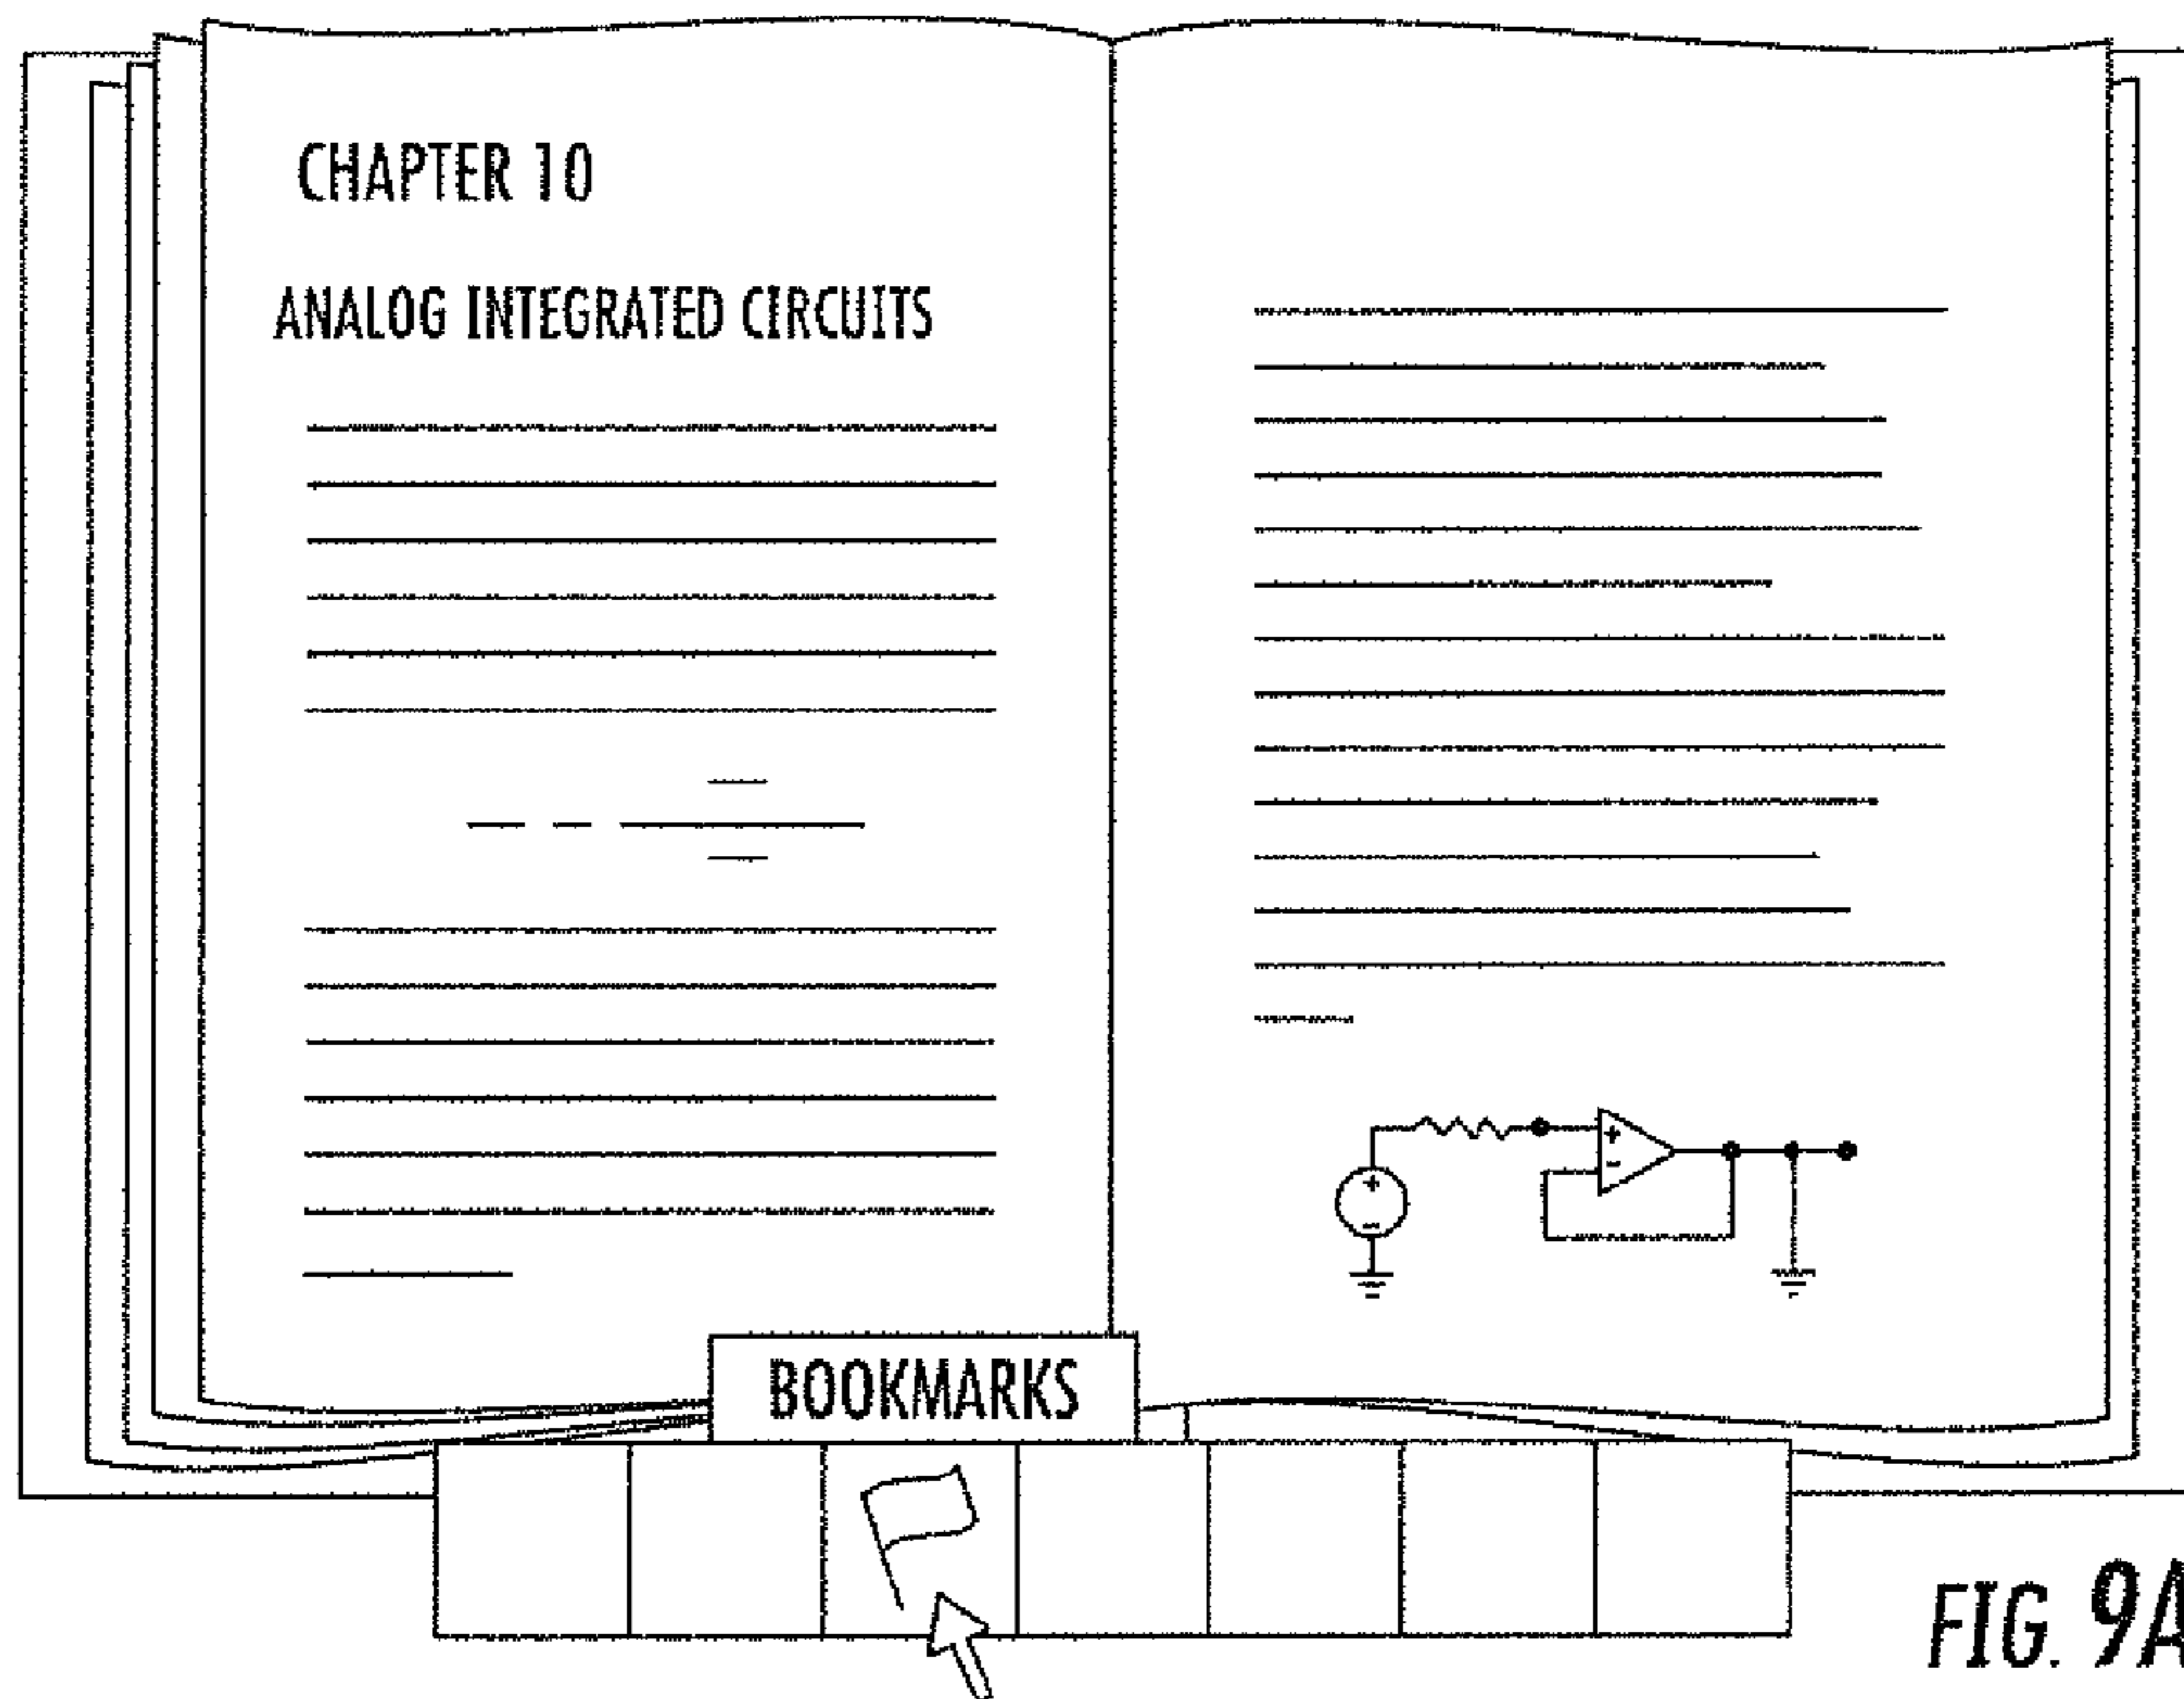 CHAPTER 10
ANALOG INTEGRATED CIRCUITS
+
-
+
-
BOOKMARKS
FIG. 9A